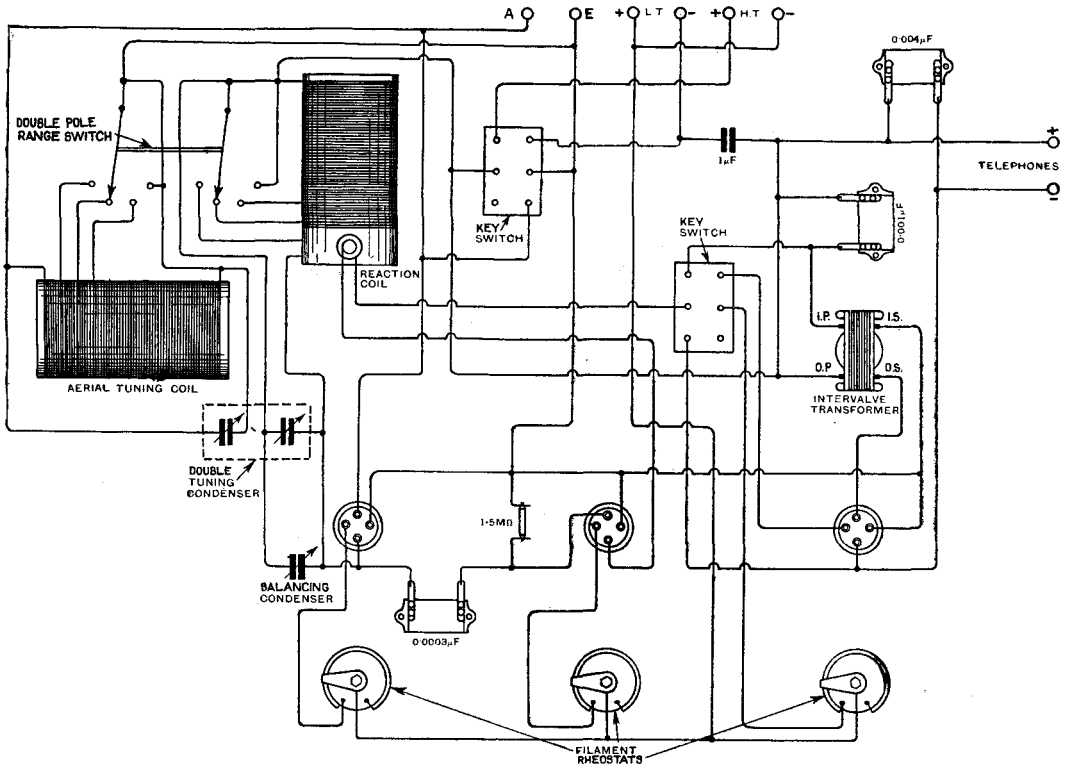 A E + L T - + H.T -
0·004µF
DOUBLE POLE
RANGE SWITCH
1µF
+
TELEPHONES
-
KEY
SWITCH
KEY
SWITCH
0·001µF
REACTION
COIL
I.P. I.S.
O.P O.S.
AERIAL TUNING COIL
INTERVALVE
TRANSFORMER
DOUBLE
TUNING
CONDENSER
1·5MΩ
BALANCING
CONDENSER
0·0003µF
FILAMENT
RHEOSTATS